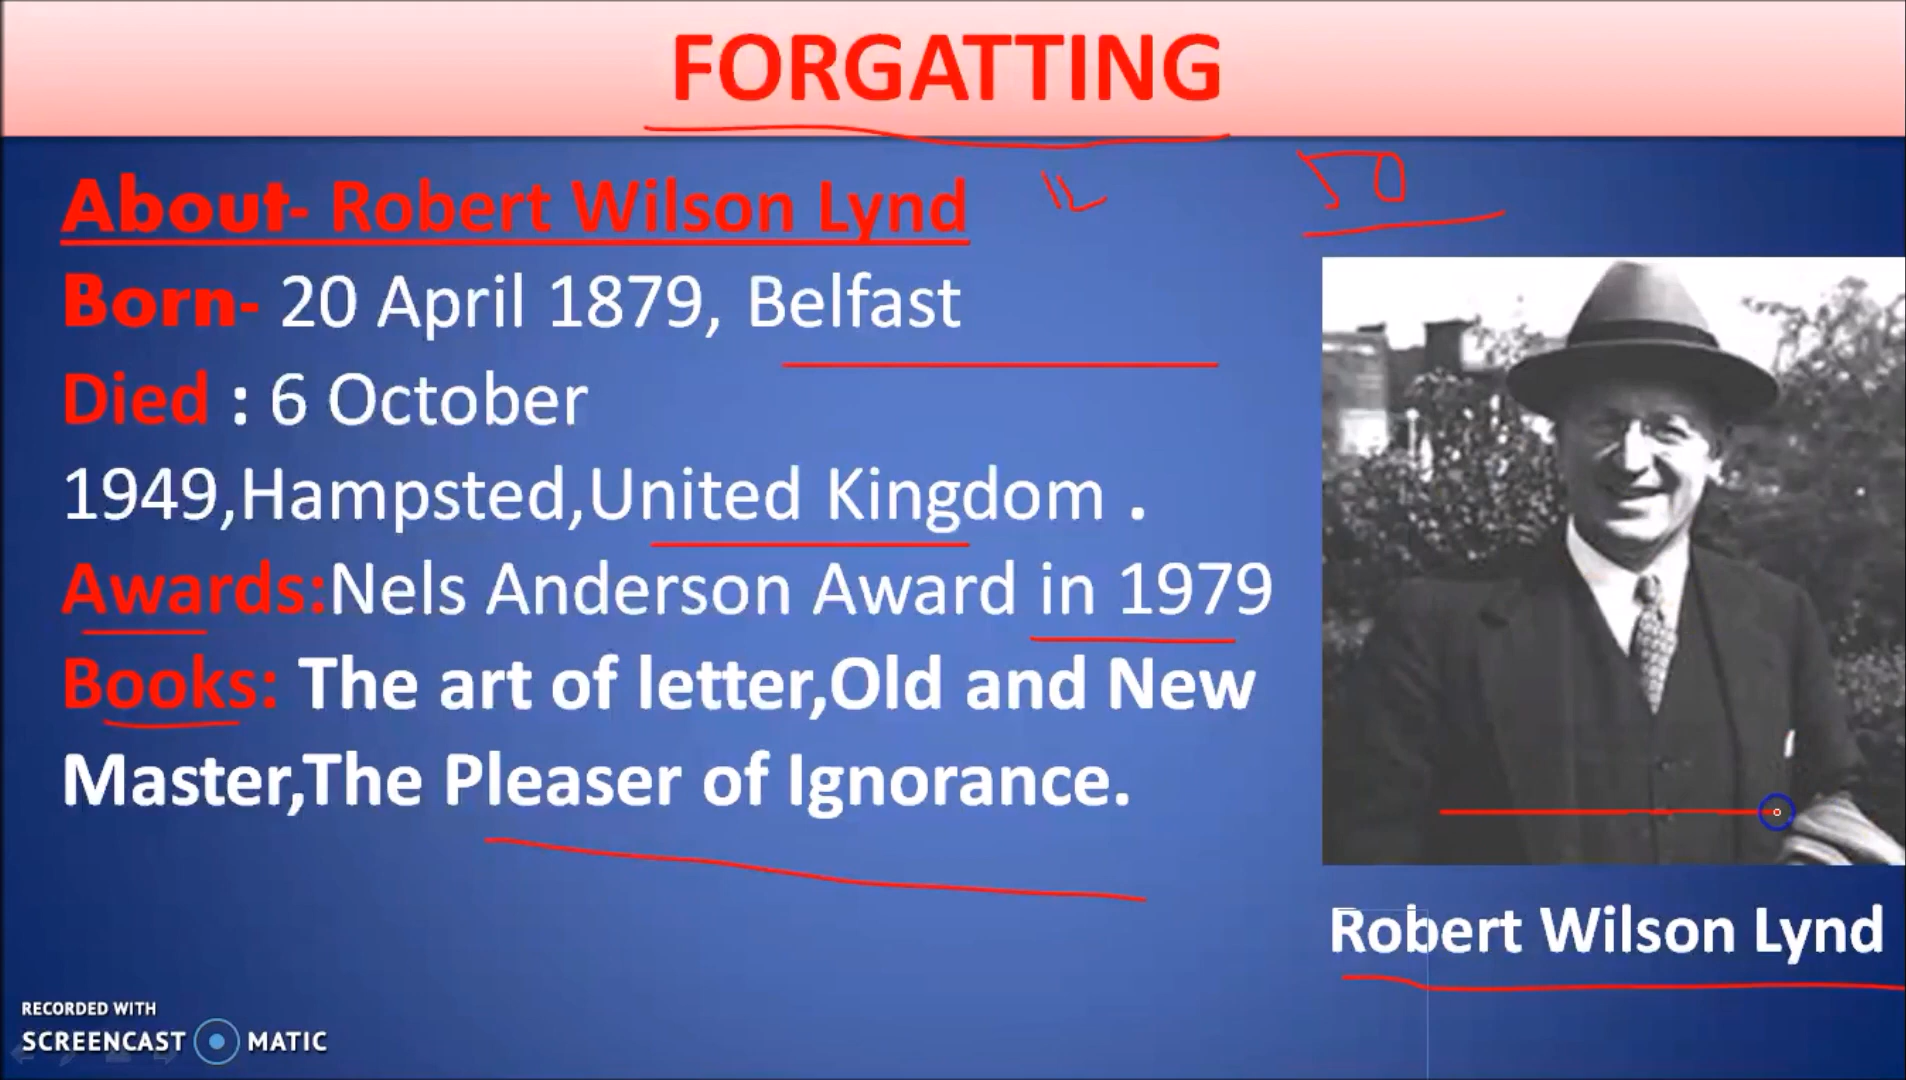 FORGATTING
About- Robert Wilson Lynd
12
50
Born- 20 April 1879, Belfast
Died : 6 October
1949,Hampsted,United Kingdom .
Awards:Nels Anderson Award in 1979
Books: The art of letter,Old and New
Master,The Pleaser of Ignorance.
Robert Wilson Lynd
RECORDED WITH
SCREENCAST MATIC